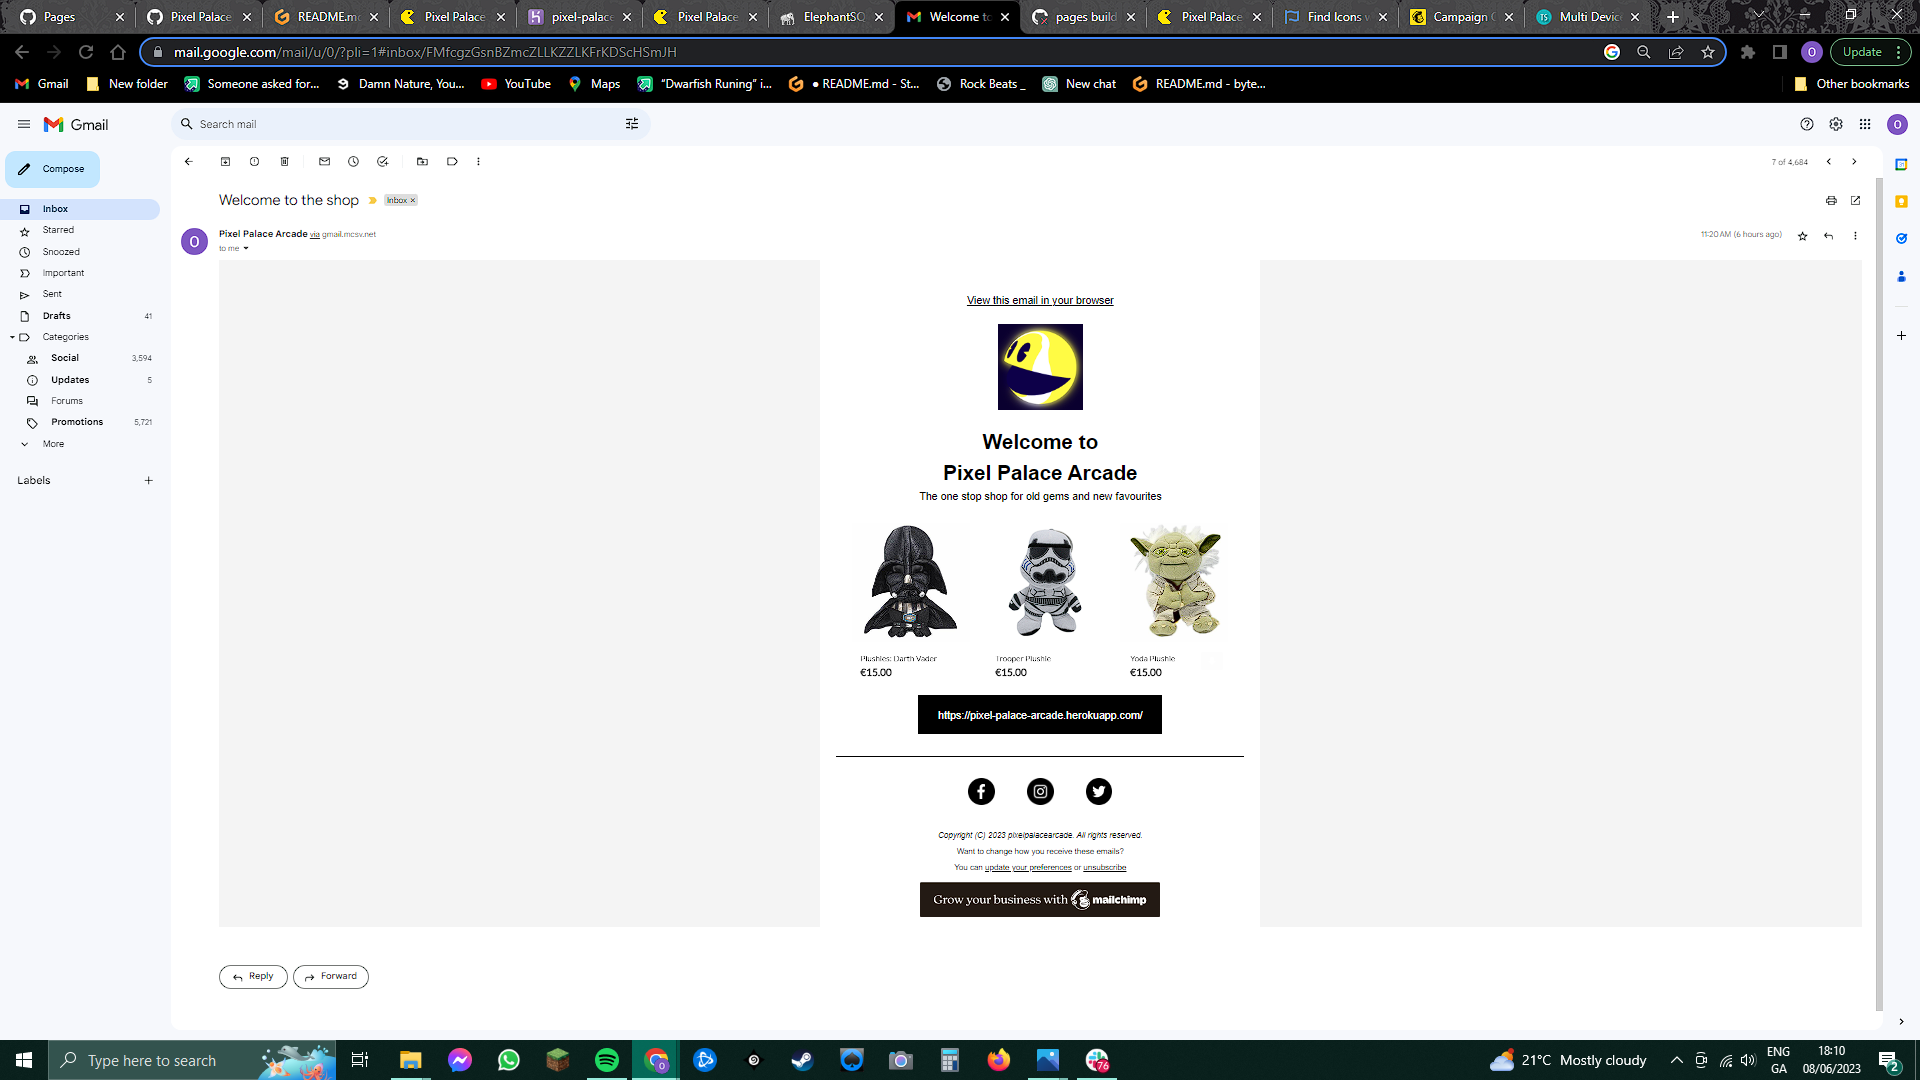 Pages
Pixel Palace
README.md
Pixel Palace
pixel-palace
Pixel Palace
ElephantSQ
Welcome to
pages build
Pixel Palace
Find Icons
Campaign
Multi Device
mail.google.com/mail/u/0/?pli=1#inbox/FMfcgzGsnBZmcZLLKZZLKFrKDScHSmJH
Update
Gmail
New folder
Someone asked for...
Damn Nature, You...
YouTube
Maps
“Dwarfish Runing” i...
● README.md - St...
Rock Beats _
New chat
README.md - byte...
Other bookmarks
Gmail
Search mail
O
Compose
7 of 4,684
Welcome to the shop
Inbox ×
Inbox
Starred
Snoozed
Important
Sent
Drafts 41
Categories
Social 3,594
Updates 5
Forums
Promotions 5,721
More
Labels
O
Pixel Palace Arcade via gmail.mcsv.net
to me
11:20 AM (6 hours ago)
View this email in your browser
Welcome to
Pixel Palace Arcade
The one stop shop for old gems and new favourites
Plushies: Darth Vader
€15.00
Trooper Plushie
€15.00
Yoda Plushie
€15.00
https://pixel-palace-arcade.herokuapp.com/
Copyright (C) 2023 pixelpalacearcade. All rights reserved.
Want to change how you receive these emails?
You can update your preferences or unsubscribe
Grow your business with mailchimp
Reply
Forward
Type here to search
76
21°C Mostly cloudy
ENG
GA
18:10
08/06/2023
2